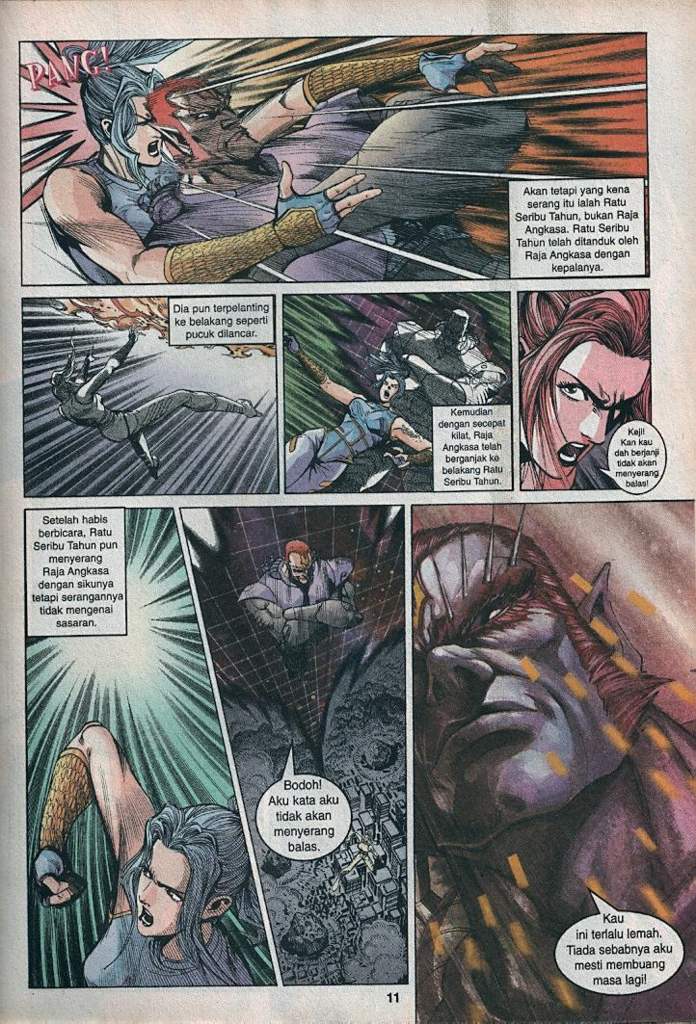 PANG!
Akan tetapi yang kena
serang itu ialah Ratu
Seribu Tahun, bukan Raja
Angkasa. Ratu Seribu
Tahun telah ditanduk oleh
Raja Angkasa dengan
kepalanya.
Dia pun terpelanting
ke belakang seperti
pucuk dilancar.
Kemudian
dengan secepat
kilat, Raja
Angkasa telah
berganjak ke
belakang Ratu
Seribu Tahun.
Keji!
Kan kau
dah berjanji
tidak akan
menyerang
balas!
Setelah habis
berbicara, Ratu
Seribu Tahun pun
menyerang
Raja Angkasa
dengan sikunya
tetapi serangannya
tidak mengenai
sasaran.
Bodoh!
Aku kata aku
tidak akan
menyerang
balas.
Kau
ini terlalu lemah.
Tiada sebabnya aku
mesti membuang
masa lagi!
11